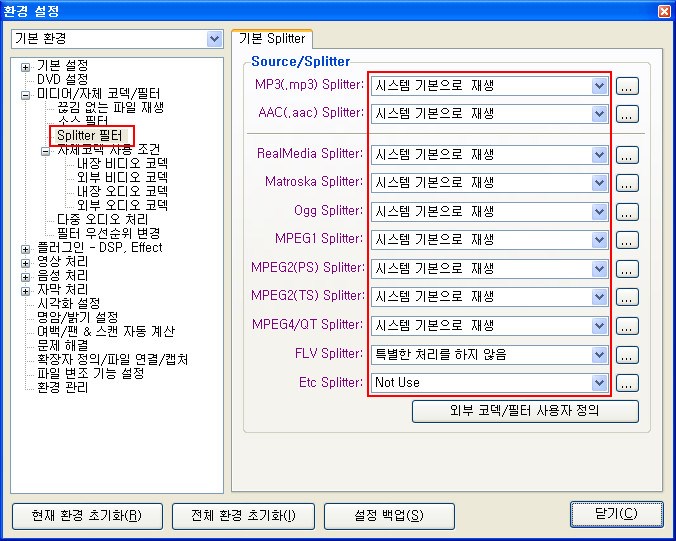 환경 설정
기본 환경
기본 설정
DVD 설정
미디어/자체 코덱/필터
끊김 없는 파일 재생
소스 필터
Splitter 필터
자체코덱 사용 조건
내장 비디오 코덱
외부 비디오 코덱
내장 오디오 코덱
외부 오디오 코덱
다중 오디오 처리
필터 우선순위 변경
플러그인 - DSP, Effect
영상 처리
음성 처리
자막 처리
시각화 설정
명암/밝기 설정
여백/팬 & 스캔 자동 계산
문제 해결
확장자 정의/파일 연결/캡처
파일 변조 기능 설정
환경 관리
기본 Splitter
Source/Splitter
MP3(.mp3) Splitter: 시스템 기본으로 재생 ...
AAC(.aac) Splitter: 시스템 기본으로 재생 ...
RealMedia Splitter: 시스템 기본으로 재생 ...
Matroska Splitter: 시스템 기본으로 재생 ...
Ogg Splitter: 시스템 기본으로 재생 ...
MPEG1 Splitter: 시스템 기본으로 재생 ...
MPEG2(PS) Splitter: 시스템 기본으로 재생 ...
MPEG2(TS) Splitter: 시스템 기본으로 재생 ...
MPEG4/QT Splitter: 시스템 기본으로 재생 ...
FLV Splitter: 특별한 처리를 하지 않음 ...
Etc Splitter: Not Use ...
외부 코덱/필터 사용자 정의
현재 환경 초기화(R) 전체 환경 초기화(I) 설정 백업(S) 닫기(C)